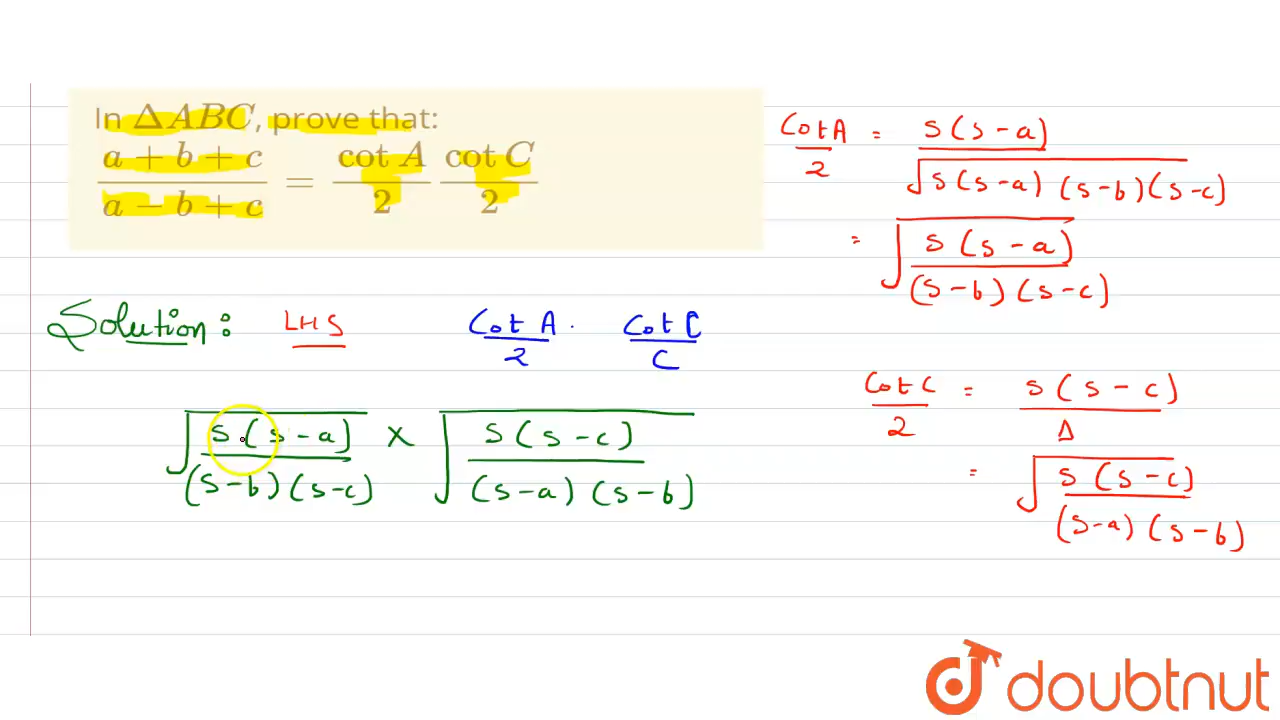 In ΔABC, prove that:
(a + b + c)/(a − b + c) = (cot A)/2 (cot C)/2
Cot A/2 = s(s-a)/√(s(s-a)(s-b)(s-c))
= √(s(s-a)/(s-b)(s-c))
Solution: LHS Cot A/2 · Cot C/C
√(s(s-a)/(s-b)(s-c)) × √(s(s-c)/(s-a)(s-b))
Cot C/2 = s(s-c)/Δ
= √(s(s-c)/(s-a)(s-b))
doubtnut